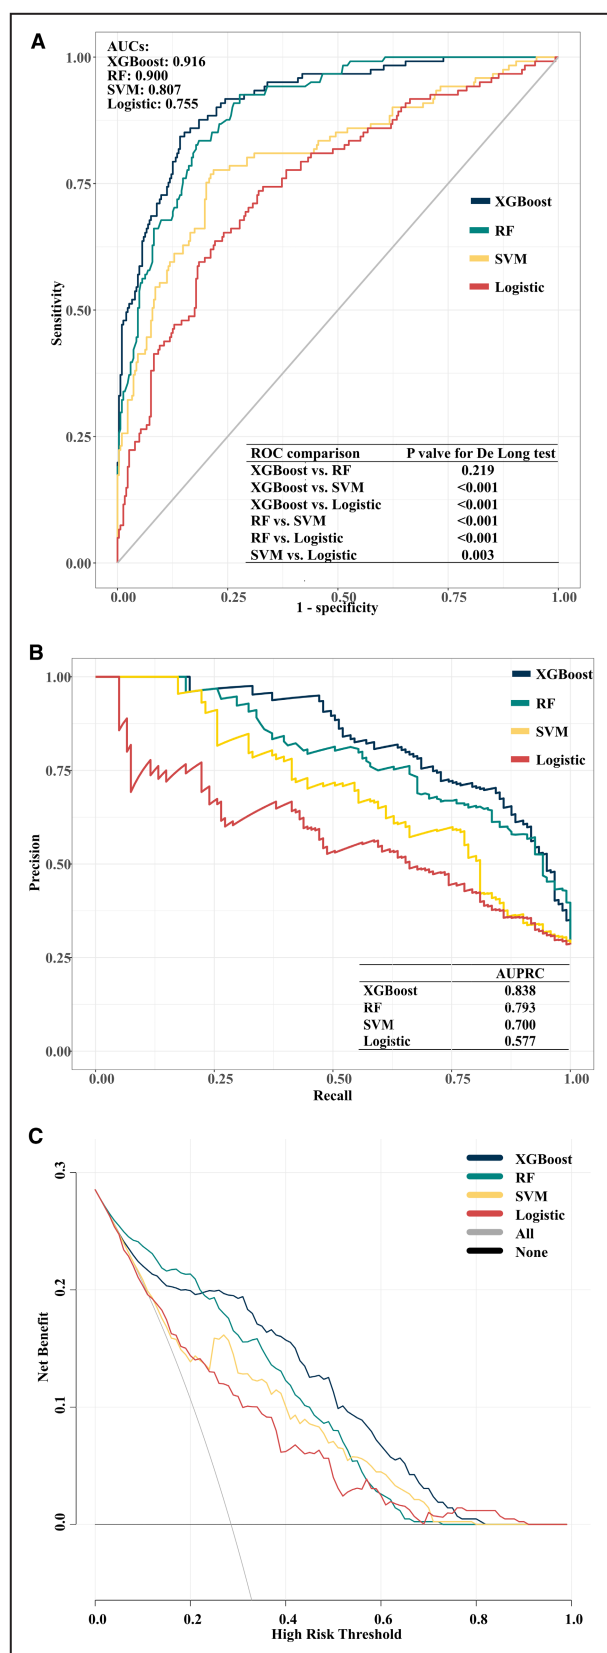 A
AUCs:
XGBoost: 0.916
RF: 0.900
SVM: 0.807
Logistic: 0.755
1.00
0.75
0.50
0.25
0.00
Sensitivity
XGBoost
RF
SVM
Logistic
ROC comparison P valve for De Long test
XGBoost vs. RF 0.219
XGBoost vs. SVM <0.001
XGBoost vs. Logistic <0.001
RF vs. SVM <0.001
RF vs. Logistic <0.001
SVM vs. Logistic 0.003
0.00 0.25 0.50 0.75 1.00
1 - specificity
B
1.00
0.75
0.50
0.25
0.00
Precision
XGBoost
RF
SVM
Logistic
AUPRC
XGBoost 0.838
RF 0.793
SVM 0.700
Logistic 0.577
0.00 0.25 0.50 0.75 1.00
Recall
C
0.3
0.2
0.1
0.0
Net Benefit
XGBoost
RF
SVM
Logistic
All
None
0.0 0.2 0.4 0.6 0.8 1.0
High Risk Threshold